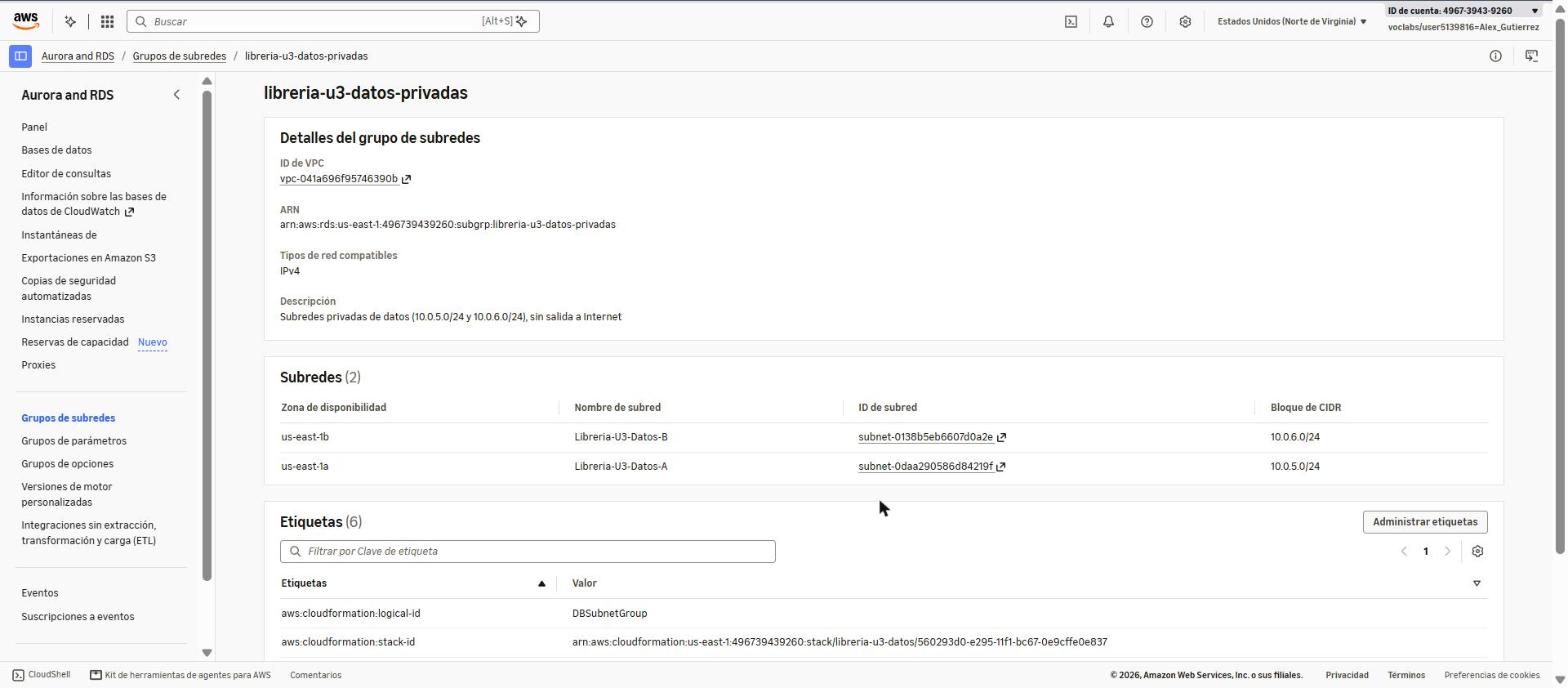 aws
Buscar [Alt+S]
Estados Unidos (Norte de Virginia)
ID de cuenta: 4967-3943-9260
voclabs/user5139816=Alex_Gutierrez
Aurora and RDS / Grupos de subredes / libreria-u3-datos-privadas
Aurora and RDS
Panel
Bases de datos
Editor de consultas
Información sobre las bases de
datos de CloudWatch
Instantáneas de
Exportaciones en Amazon S3
Copias de seguridad
automatizadas
Instancias reservadas
Reservas de capacidad Nuevo
Proxies
Grupos de subredes
Grupos de parámetros
Grupos de opciones
Versiones de motor
personalizadas
Integraciones sin extracción,
transformación y carga (ETL)
Eventos
Suscripciones a eventos
libreria-u3-datos-privadas
Detalles del grupo de subredes
ID de VPC
vpc-041a696f95746390b
ARN
arn:aws:rds:us-east-1:496739439260:subgrp:libreria-u3-datos-privadas
Tipos de red compatibles
IPv4
Descripción
Subredes privadas de datos (10.0.5.0/24 y 10.0.6.0/24), sin salida a Internet
Subredes (2)
Zona de disponibilidad Nombre de subred ID de subred Bloque de CIDR
us-east-1b Libreria-U3-Datos-B subnet-0138b5eb6607d0a2e 10.0.6.0/24
us-east-1a Libreria-U3-Datos-A subnet-0daa290586d84219f 10.0.5.0/24
Etiquetas (6)
Administrar etiquetas
Filtrar por Clave de etiqueta
1
Etiquetas Valor
aws:cloudformation:logical-id DBSubnetGroup
aws:cloudformation:stack-id arn:aws:cloudformation:us-east-1:496739439260:stack/libreria-u3-datos/560293d0-e295-11f1-bc67-0e9cffe0e837
CloudShell Kit de herramientas de agentes para AWS Comentarios
© 2026, Amazon Web Services, Inc. o sus filiales. Privacidad Términos Preferencias de cookies